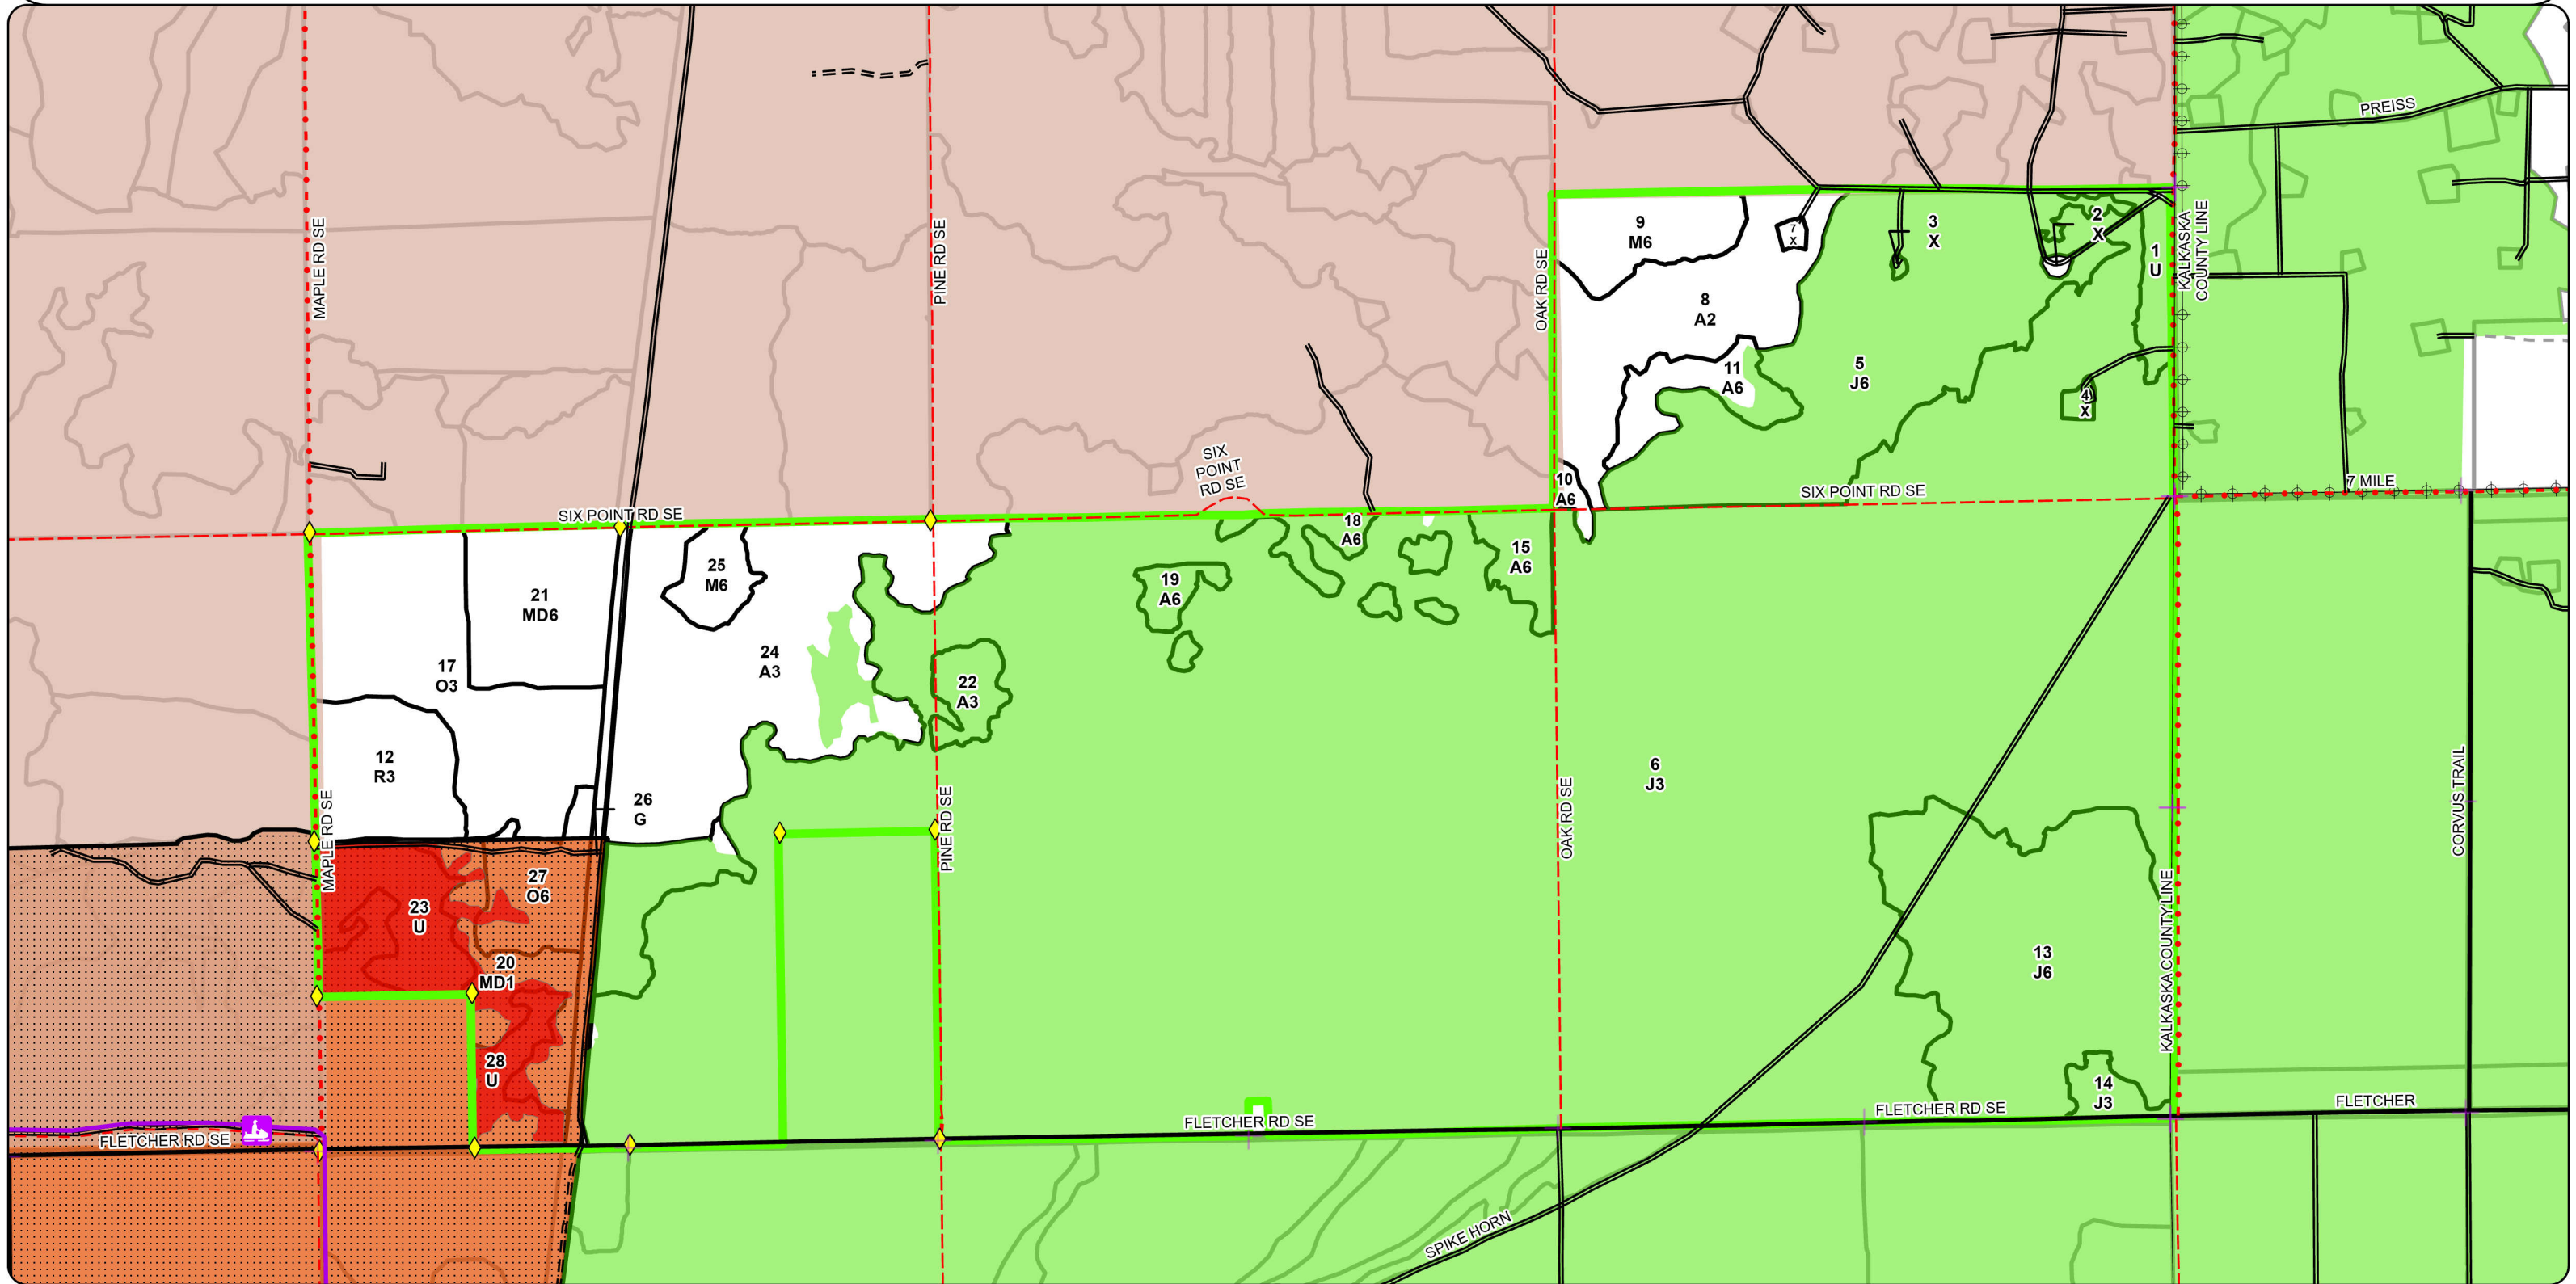 PREISS
MAPLE RD SE
PINE RD SE
OAK RD SE
KALKASKA
COUNTY LINE
9
M6
7
X
3
X
2
X
1
U
8
A2
11
A6
5
J6
4
X
10
A6
SIX
POINT
RD SE
SIX POINT RD SE
SIX POINT RD SE
7 MILE
18
A6
15
A6
19
A6
25
M6
21
MD6
17
O3
24
A3
22
A3
12
R3
26
G
6
J3
MAPLE RD SE
PINE RD SE
OAK RD SE
CORVUS TRAIL
KALKASKA COUNTY LINE
27
O6
23
U
20
MD1
13
J6
28
U
14
J3
FLETCHER RD SE
FLETCHER RD SE
FLETCHER RD SE
FLETCHER
SPIKE HORN